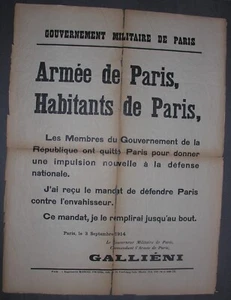 GOUVERNEMENT MILITAIRE DE PARIS
Armée de Paris,
Habitants de Paris,
Les Membres du Gouvernement de la
République ont quitté Paris pour donner
une impulsion nouvelle à la défense
nationale.
J'ai reçu le mandat de défendre Paris
contre l'envahisseur.
Ce mandat, je le remplirai jusqu'au bout.
Paris, le 3 Septembre 1914
Le Gouverneur Militaire de Paris,
Commandant l'Armée de Paris,
GALLIÉNI